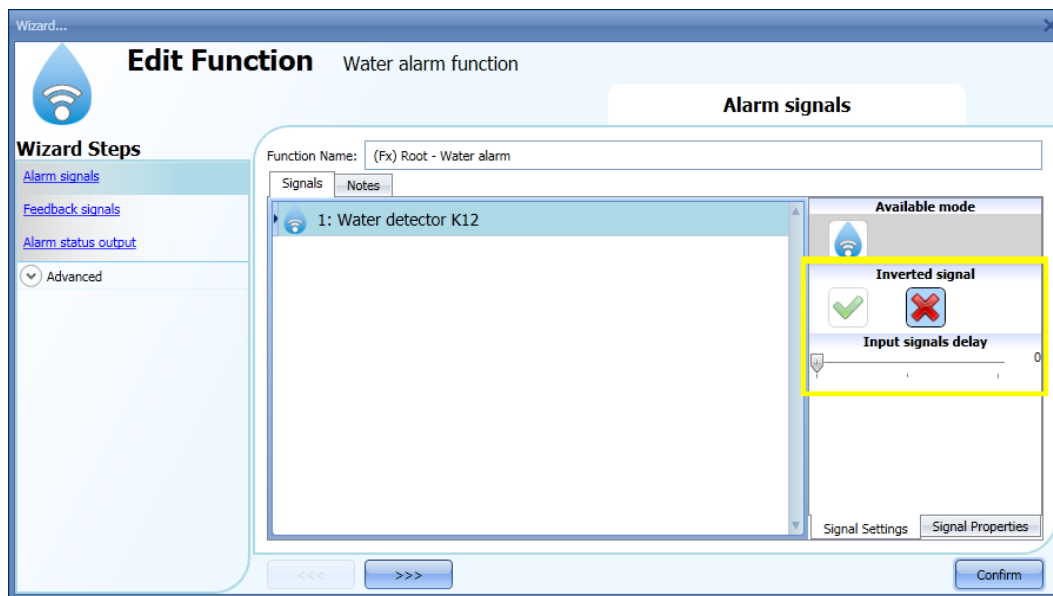 Wizard...
Edit Function Water alarm function
Alarm signals
Wizard Steps
Alarm signals
Feedback signals
Alarm status output
Advanced
Function Name: (Fx) Root - Water alarm
Signals Notes
1: Water detector K12
Available mode
Inverted signal
Input signals delay
0
Signal Settings Signal Properties
<<< >>> Confirm